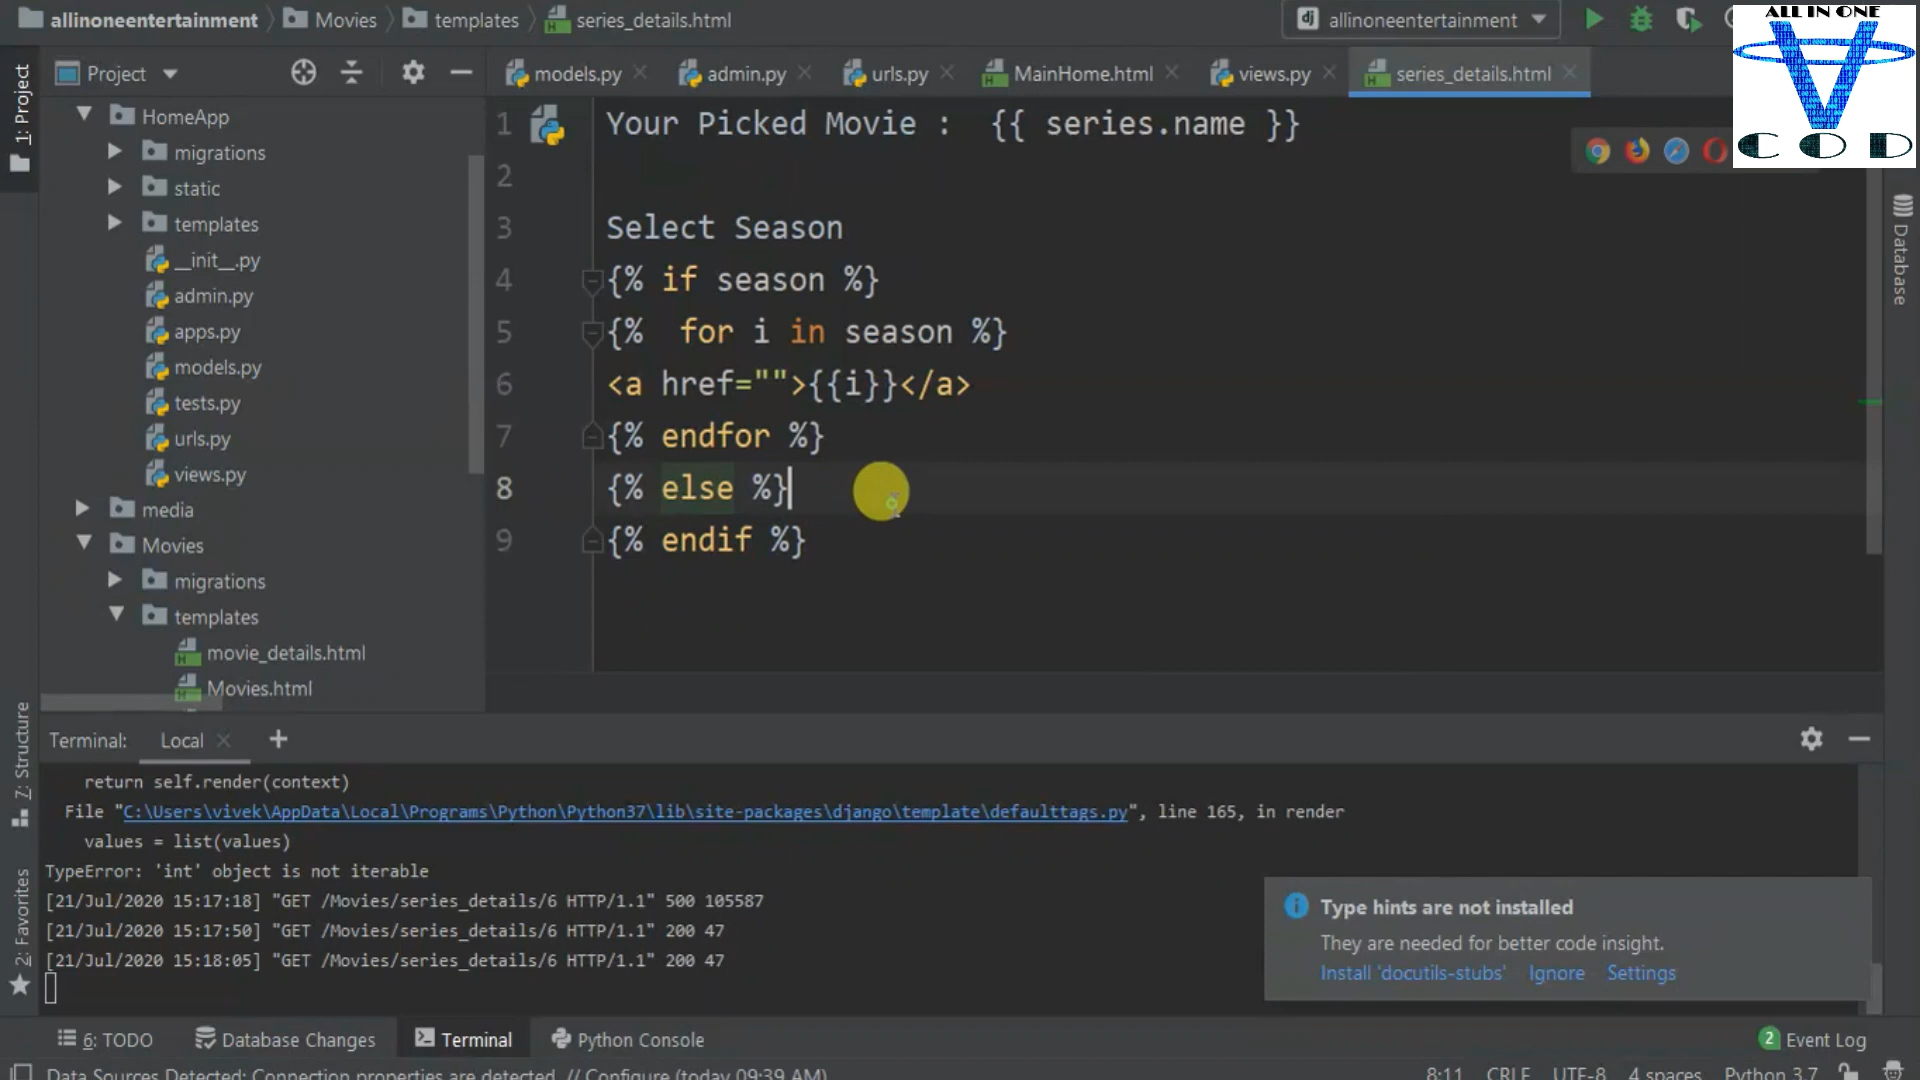 allinoneentertainment Movies templates series_details.html allinoneentertainment
ALL IN ONE
C O D
1: Project
Project
models.py admin.py urls.py MainHome.html views.py series_details.html
HomeApp
migrations
static
templates
__init__.py
admin.py
apps.py
models.py
tests.py
urls.py
views.py
media
Movies
migrations
templates
movie_details.html
Movies.html
1 Your Picked Movie :  {{ series.name }}
2
3 Select Season
4 {% if season %}
5 {%  for i in season %}
6 <a href="">{{i}}</a>
7 {% endfor %}
8 {% else %}
9 {% endif %}
Database
7: Structure
2: Favorites
Terminal: Local
return self.render(context)
File "C:\Users\vivek\AppData\Local\Programs\Python\Python37\lib\site-packages\django\template\defaulttags.py", line 165, in render
values = list(values)
TypeError: 'int' object is not iterable
[21/Jul/2020 15:17:18] "GET /Movies/series_details/6 HTTP/1.1" 500 105587
[21/Jul/2020 15:17:50] "GET /Movies/series_details/6 HTTP/1.1" 200 47
[21/Jul/2020 15:18:05] "GET /Movies/series_details/6 HTTP/1.1" 200 47
Type hints are not installed
They are needed for better code insight.
Install 'docutils-stubs' Ignore Settings
6: TODO Database Changes Terminal Python Console 2 Event Log
Data Sources Detected: Connection properties are detected. // Configure (today 09:39 AM) 8:11 CRLF UTF-8 4 spaces Python 3.7